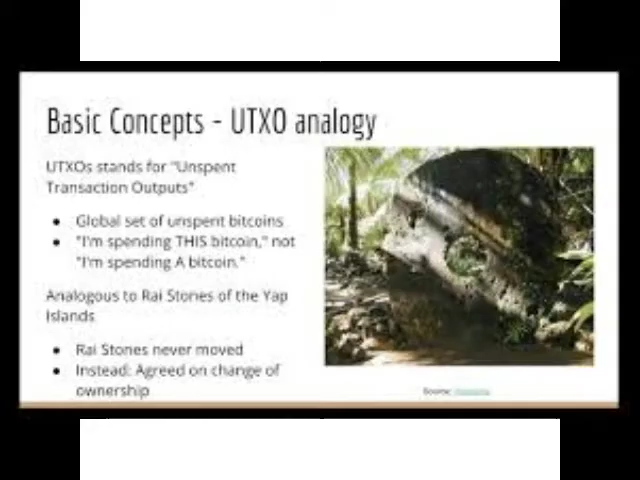 Basic Concepts - UTXO analogy
UTXOs stands for "Unspent
Transaction Outputs"
● Global set of unspent bitcoins
● "I'm spending THIS bitcoin," not
"I'm spending A bitcoin."
Analogous to Rai Stones of the Yap
Islands
● Rai Stones never moved
● Instead: Agreed on change of
ownership
Source: